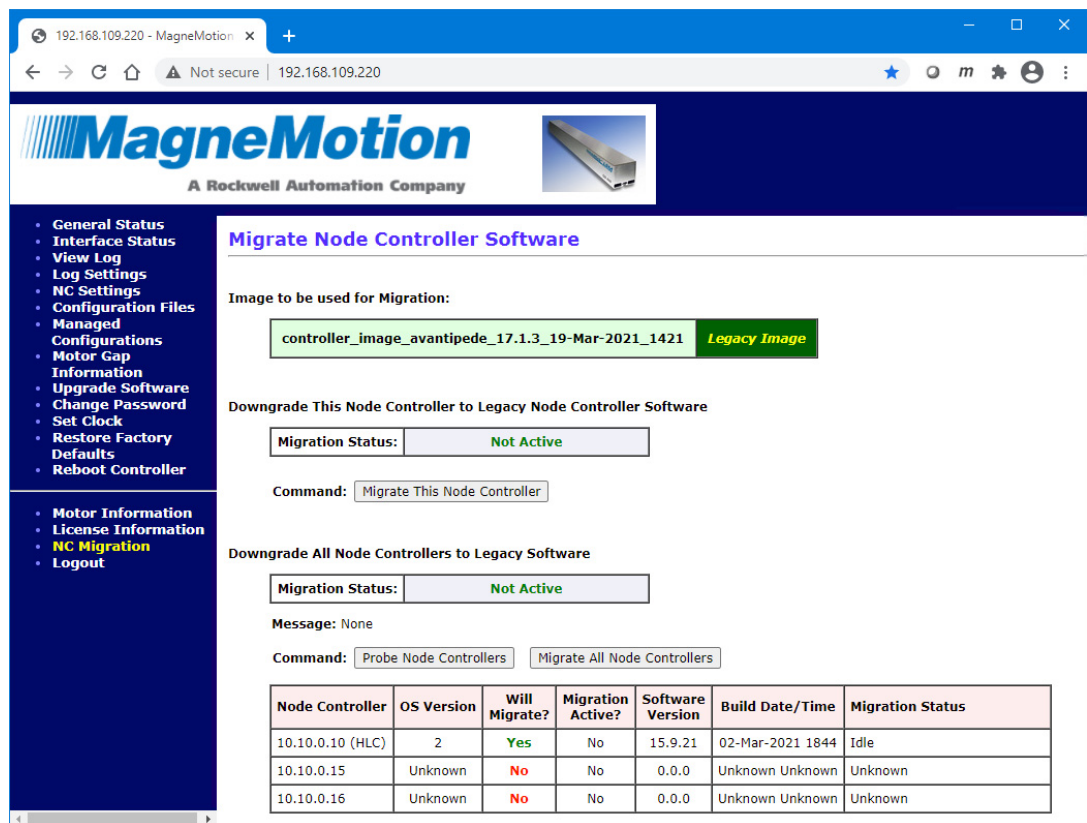 192.168.109.220 - MagneMotion
Not secure
192.168.109.220
m
MagneMotion
A Rockwell Automation Company
General Status
Interface Status
View Log
Log Settings
NC Settings
Configuration Files
Managed
Configurations
Motor Gap
Information
Upgrade Software
Change Password
Set Clock
Restore Factory
Defaults
Reboot Controller
Motor Information
License Information
NC Migration
Logout
Migrate Node Controller Software
Image to be used for Migration:
controller_image_avantipede_17.1.3_19-Mar-2021_1421 Legacy Image
Downgrade This Node Controller to Legacy Node Controller Software
Migration Status: Not Active
Command: Migrate This Node Controller
Downgrade All Node Controllers to Legacy Software
Migration Status: Not Active
Message: None
Command: Probe Node Controllers Migrate All Node Controllers
Node Controller OS Version Will Migrate? Migration Active? Software Version Build Date/Time Migration Status
10.10.0.10 (HLC) 2 Yes No 15.9.21 02-Mar-2021 1844 Idle
10.10.0.15 Unknown No No 0.0.0 Unknown Unknown Unknown
10.10.0.16 Unknown No No 0.0.0 Unknown Unknown Unknown